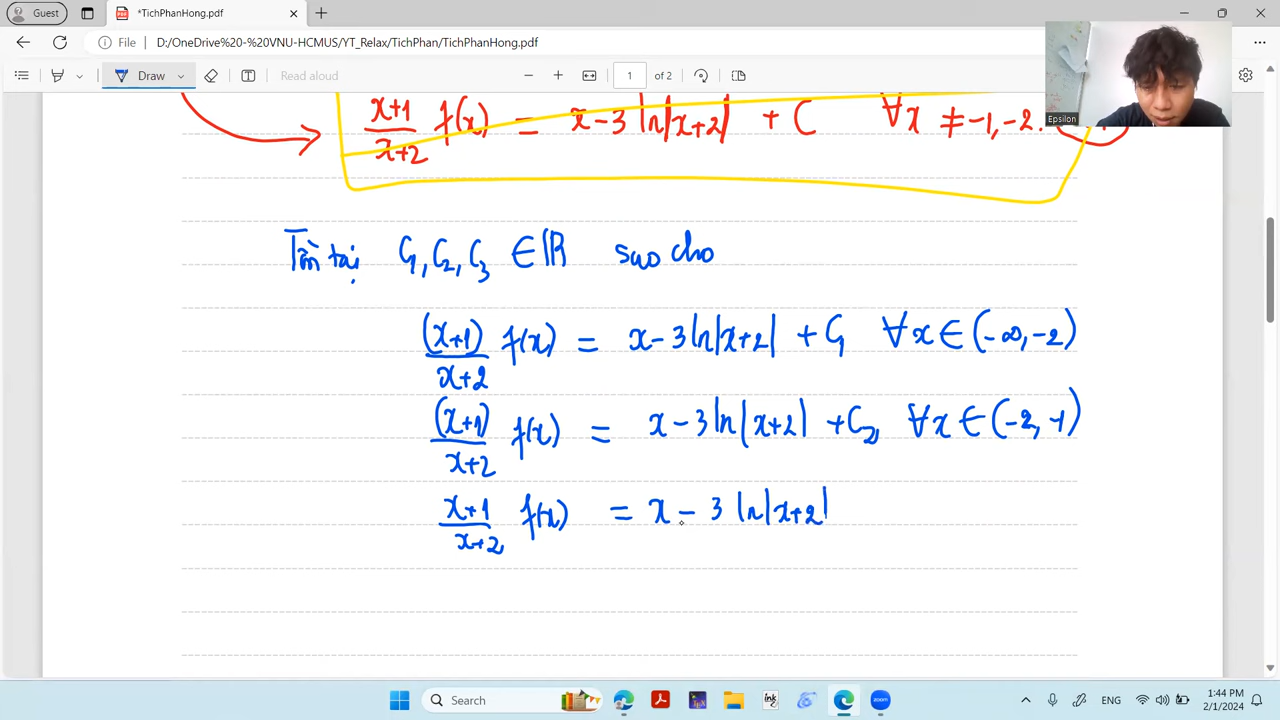 Guest
*TichPhanHong.pdf
File D:/OneDrive%20-%20VNU-HCMUS/YT_Relax/TichPhan/TichPhanHong.pdf
Draw
Read aloud
1 of 2
Epsilon
x+1/x+2 f(x) = x-3 ln|x+2| + C ∀x ≠ -1, -2.
Tồn tại C1, C2, C3 ∈ ℝ sao cho
(x+1)/x+2 f(x) = x-3 ln|x+2| + C1 ∀x ∈ (-∞, -2)
(x+1)/x+2 f(x) = x-3 ln|x+2| + C2, ∀x ∈ (-2, -1)
x+1/x+2 f(x) = x - 3 ln|x+2|
Search
zoom
ENG
1:44 PM
2/1/2024